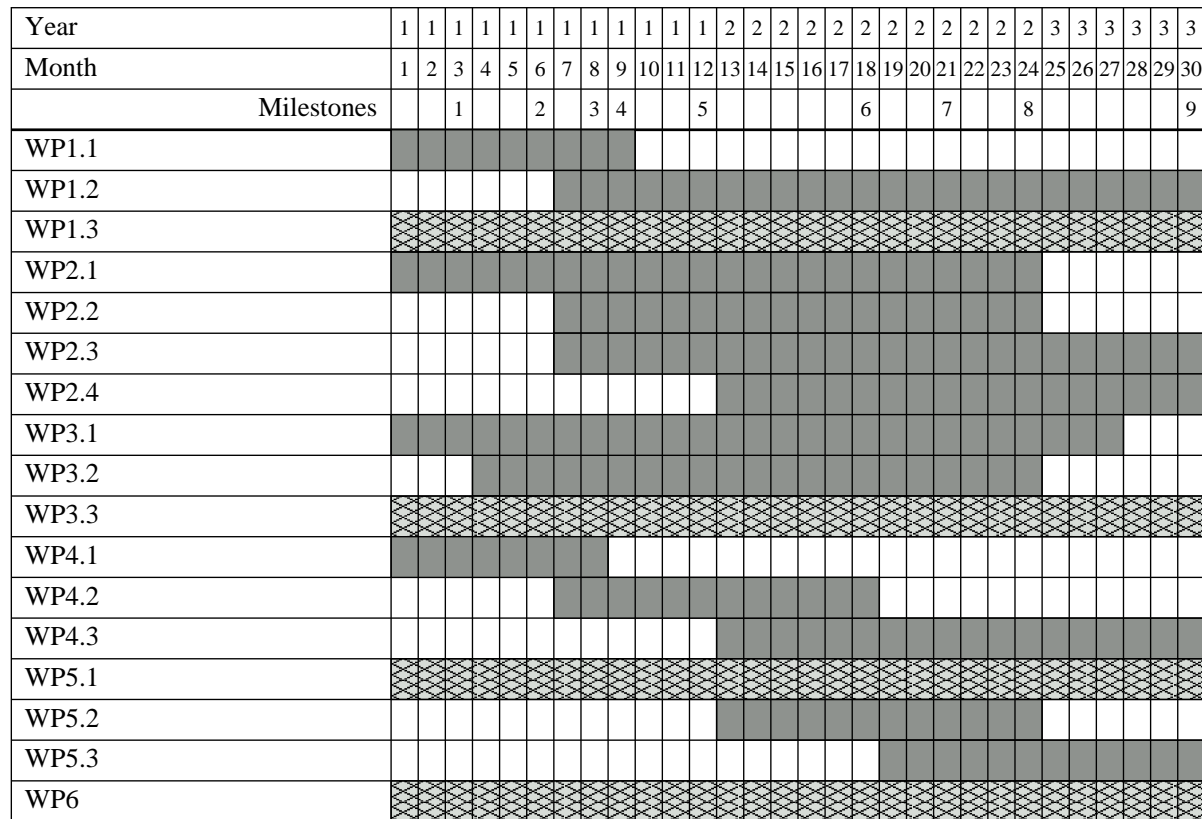 Year 1 1 1 1 1 1 1 1 1 1 1 1 2 2 2 2 2 2 2 2 2 2 2 2 3 3 3 3 3 3
Month 1 2 3 4 5 6 7 8 9 10 11 12 13 14 15 16 17 18 19 20 21 22 23 24 25 26 27 28 29 30
Milestones 1 2 3 4 5 6 7 8 9
WP1.1
WP1.2
WP1.3
WP2.1
WP2.2
WP2.3
WP2.4
WP3.1
WP3.2
WP3.3
WP4.1
WP4.2
WP4.3
WP5.1
WP5.2
WP5.3
WP6